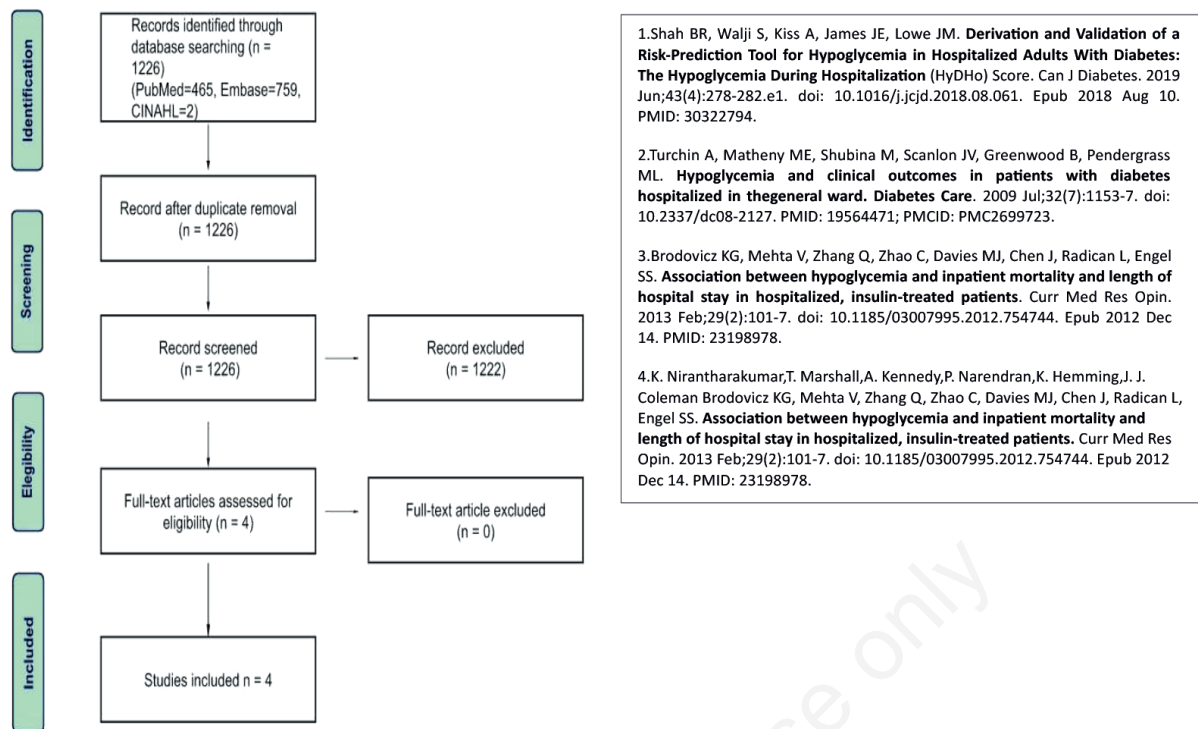 Identification
Records identified through
database searching (n =
1226)
(PubMed=465, Embase=759,
CINAHL=2)
Screening
Record after duplicate removal
(n = 1226)
Record screened
(n = 1226)
Record excluded
(n = 1222)
Elegibility
Full-text articles assessed for
eligibility (n = 4)
Full-text article excluded
(n = 0)
Included
Studies included n = 4
1.Shah BR, Walji S, Kiss A, James JE, Lowe JM. Derivation and Validation of a
Risk-Prediction Tool for Hypoglycemia in Hospitalized Adults With Diabetes:
The Hypoglycemia During Hospitalization (HyDHo) Score. Can J Diabetes. 2019
Jun;43(4):278-282.e1. doi: 10.1016/j.jcjd.2018.08.061. Epub 2018 Aug 10.
PMID: 30322794.
2.Turchin A, Matheny ME, Shubina M, Scanlon JV, Greenwood B, Pendergrass
ML. Hypoglycemia and clinical outcomes in patients with diabetes
hospitalized in thegeneral ward. Diabetes Care. 2009 Jul;32(7):1153-7. doi:
10.2337/dc08-2127. PMID: 19564471; PMCID: PMC2699723.
3.Brodovicz KG, Mehta V, Zhang Q, Zhao C, Davies MJ, Chen J, Radican L, Engel
SS. Association between hypoglycemia and inpatient mortality and length of
hospital stay in hospitalized, insulin-treated patients. Curr Med Res Opin.
2013 Feb;29(2):101-7. doi: 10.1185/03007995.2012.754744. Epub 2012 Dec
14. PMID: 23198978.
4.K. Nirantharakumar,T. Marshall,A. Kennedy,P. Narendran,K. Hemming,J. J.
Coleman Brodovicz KG, Mehta V, Zhang Q, Zhao C, Davies MJ, Chen J, Radican L,
Engel SS. Association between hypoglycemia and inpatient mortality and
length of hospital stay in hospitalized, insulin-treated patients. Curr Med Res
Opin. 2013 Feb;29(2):101-7. doi: 10.1185/03007995.2012.754744. Epub 2012
Dec 14. PMID: 23198978.
only